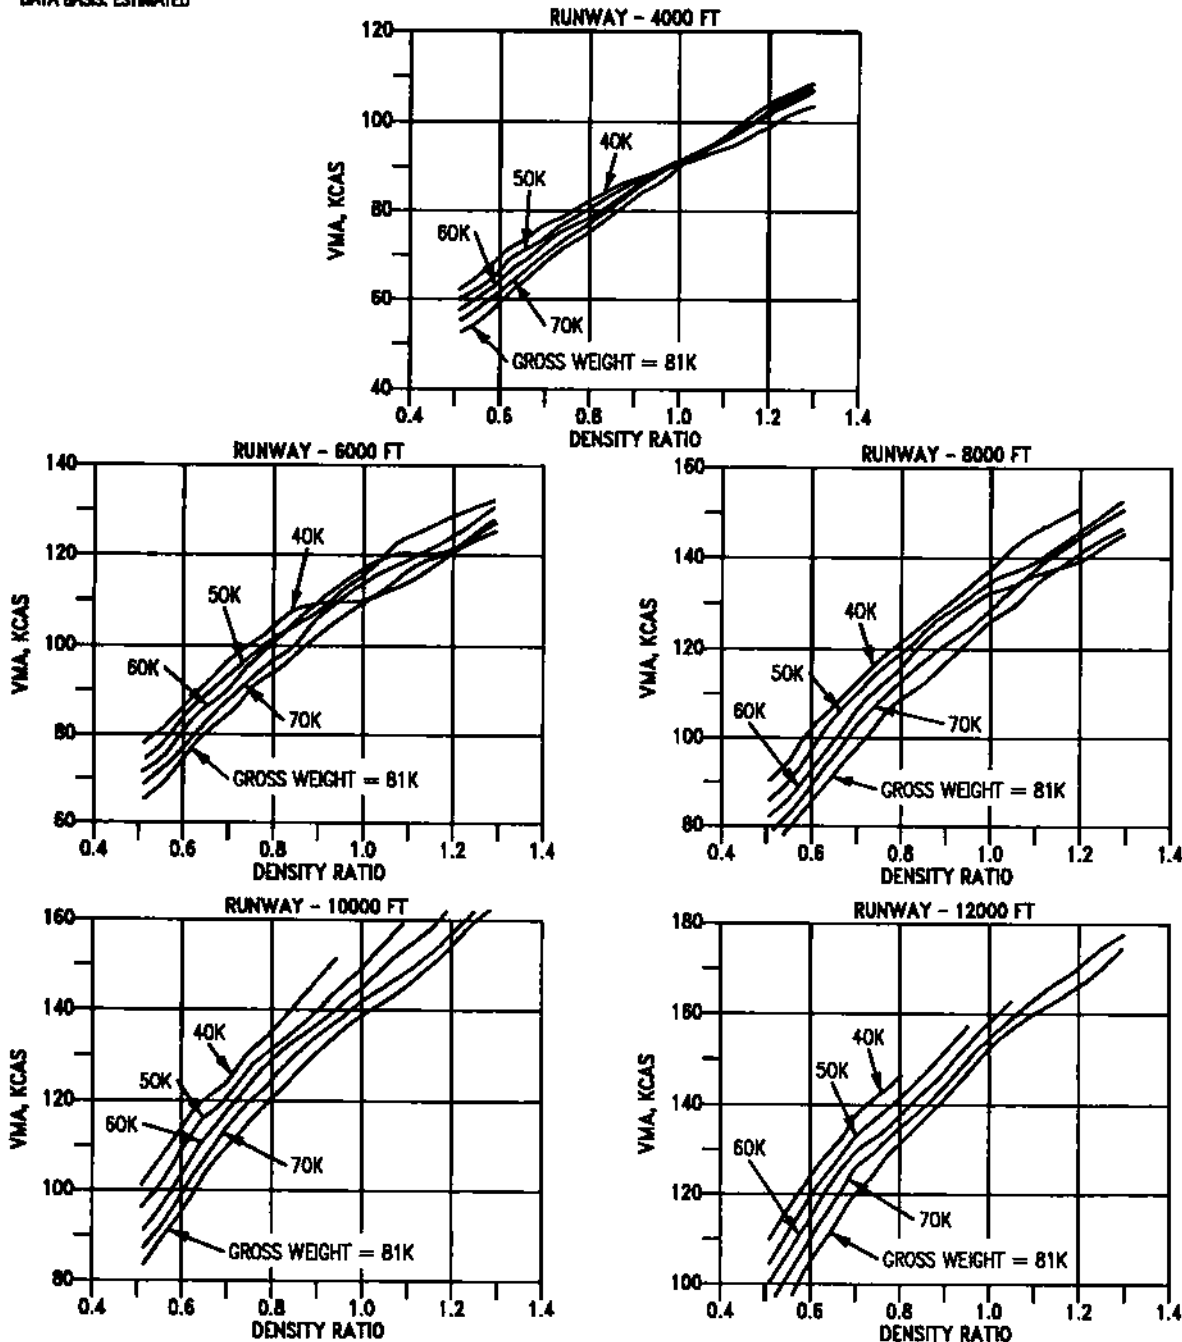 DATA BASIS: ESTIMATED
RUNWAY - 4000 FT
120
100
80
60
40
VMA, KCAS
40K
50K
60K
70K
GROSS WEIGHT = 81K
0.4 0.6 0.8 1.0 1.2 1.4
DENSITY RATIO
RUNWAY - 6000 FT
140
120
100
80
60
VMA, KCAS
40K
50K
60K
70K
GROSS WEIGHT = 81K
0.4 0.6 0.8 1.0 1.2 1.4
DENSITY RATIO
RUNWAY - 8000 FT
160
140
120
100
80
VMA, KCAS
40K
50K
60K
70K
GROSS WEIGHT = 81K
0.4 0.6 0.8 1.0 1.2 1.4
DENSITY RATIO
RUNWAY - 10000 FT
160
140
120
100
80
VMA, KCAS
40K
50K
60K
70K
GROSS WEIGHT = 81K
0.4 0.6 0.8 1.0 1.2 1.4
DENSITY RATIO
RUNWAY - 12000 FT
180
160
140
120
100
VMA, KCAS
40K
50K
60K
70K
GROSS WEIGHT = 81K
0.4 0.6 0.8 1.0 1.2 1.4
DENSITY RATIO